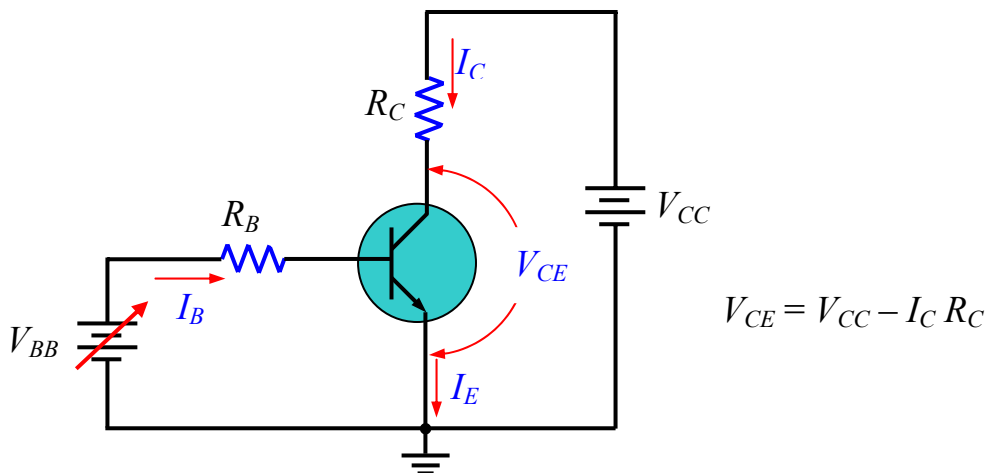 I_C
R_C
R_B
V_CC
V_CE
I_B
V_CE = V_CC – I_C R_C
V_BB
I_E